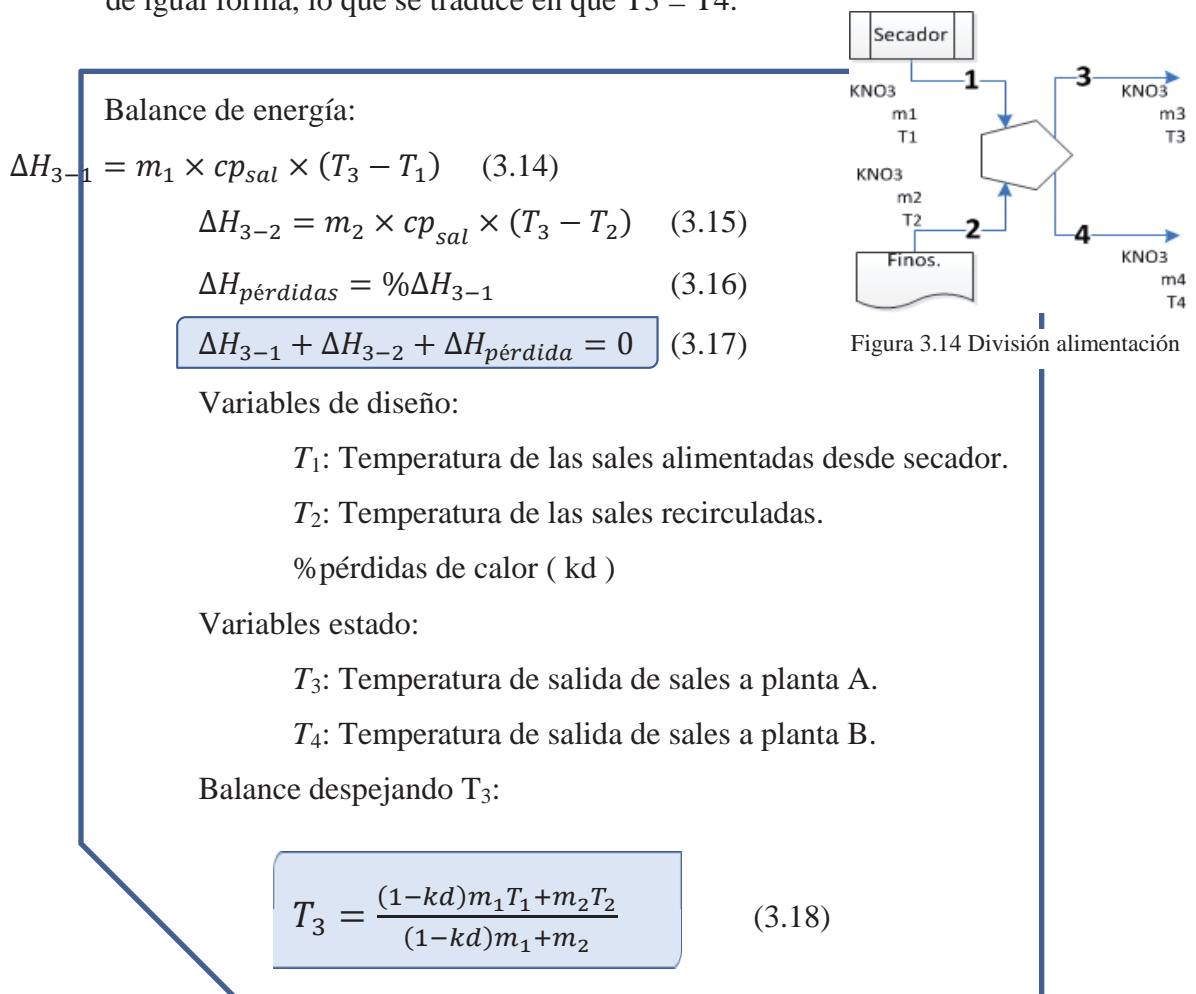 de igual forma, lo que se traduce en que T3 = T4.
Balance de energía:
ΔH₃₋₁ = m₁ × cp_sal × (T₃ − T₁) (3.14)
ΔH₃₋₂ = m₂ × cp_sal × (T₃ − T₂) (3.15)
ΔH_pérdidas = %ΔH₃₋₁ (3.16)
ΔH₃₋₁ + ΔH₃₋₂ + ΔH_pérdida = 0 (3.17)
Secador
1
KNO3
m1
T1
3
KNO3
m3
T3
KNO3
m2
T2
2
Finos.
4
KNO3
m4
T4
Figura 3.14 División alimentación
Variables de diseño:
T₁: Temperatura de las sales alimentadas desde secador.
T₂: Temperatura de las sales recirculadas.
%pérdidas de calor ( kd )
Variables estado:
T₃: Temperatura de salida de sales a planta A.
T₄: Temperatura de salida de sales a planta B.
Balance despejando T₃:
T₃ = ((1−kd)m₁T₁+m₂T₂)/((1−kd)m₁+m₂) (3.18)